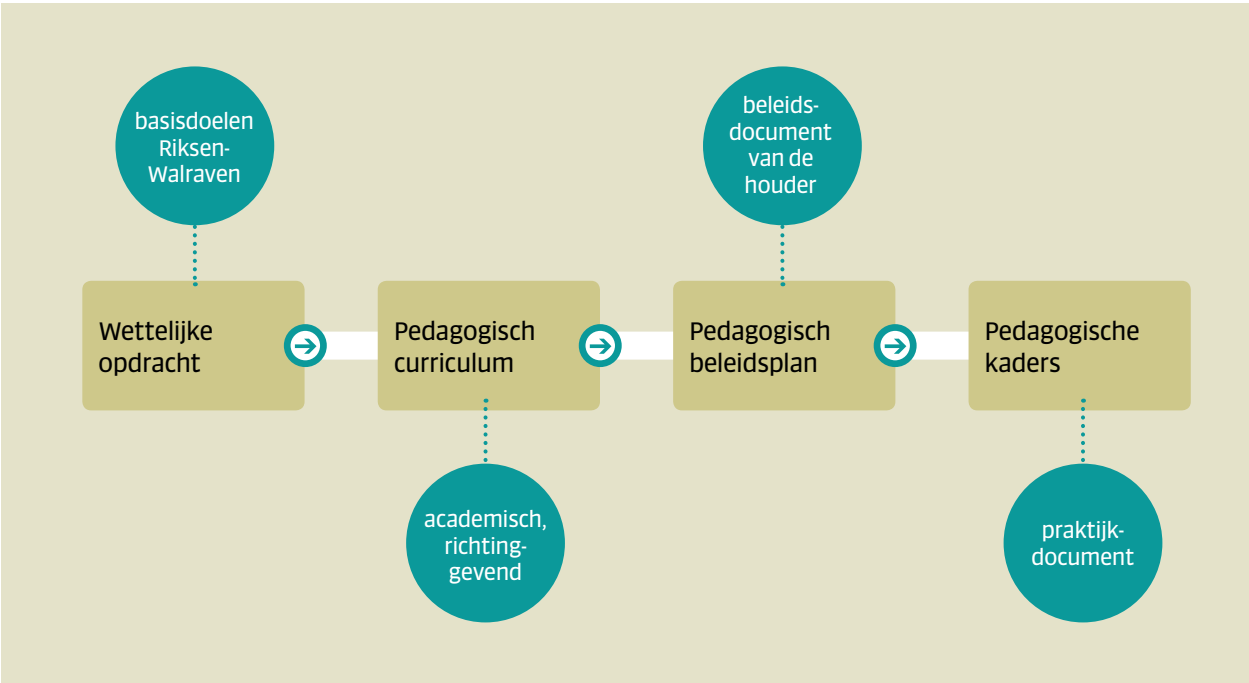 basisdoelen
Riksen-
Walraven
beleids-
document
van de
houder
Wettelijke
opdracht
Pedagogisch
curriculum
Pedagogisch
beleidsplan
Pedagogische
kaders
academisch,
richting-
gevend
praktijk-
document